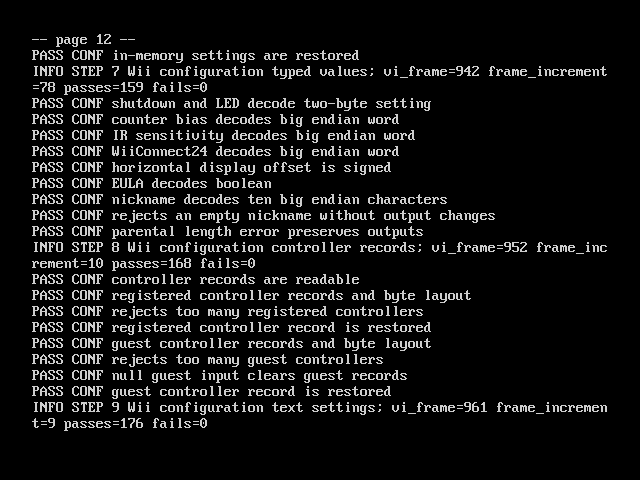 -- page 12 --
PASS CONF in-memory settings are restored
INFO STEP 7 Wii configuration typed values; vi_frame=942 frame_increment
=78 passes=159 fails=0
PASS CONF shutdown and LED decode two-byte setting
PASS CONF counter bias decodes big endian word
PASS CONF IR sensitivity decodes big endian word
PASS CONF WiiConnect24 decodes big endian word
PASS CONF horizontal display offset is signed
PASS CONF EULA decodes boolean
PASS CONF nickname decodes ten big endian characters
PASS CONF rejects an empty nickname without output changes
PASS CONF parental length error preserves outputs
INFO STEP 8 Wii configuration controller records; vi_frame=952 frame_inc
rement=10 passes=168 fails=0
PASS CONF controller records are readable
PASS CONF registered controller records and byte layout
PASS CONF rejects too many registered controllers
PASS CONF registered controller record is restored
PASS CONF guest controller records and byte layout
PASS CONF rejects too many guest controllers
PASS CONF null guest input clears guest records
PASS CONF guest controller record is restored
INFO STEP 9 Wii configuration text settings; vi_frame=961 frame_incremen
t=9 passes=176 fails=0